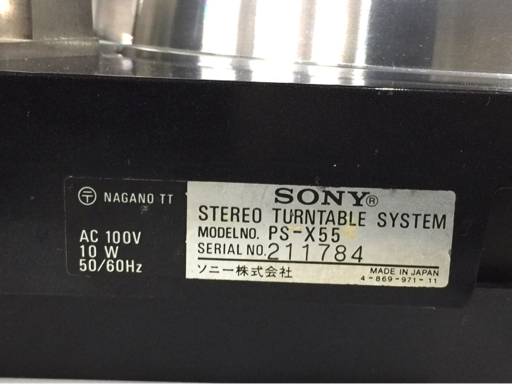 〒 NAGANO TT
AC 100V
10 W
50/60Hz
SONY®
STEREO TURNTABLE SYSTEM
MODEL NO. PS-X55
SERIAL NO. 211784
ソニー株式会社
MADE IN JAPAN
4-869-971-11